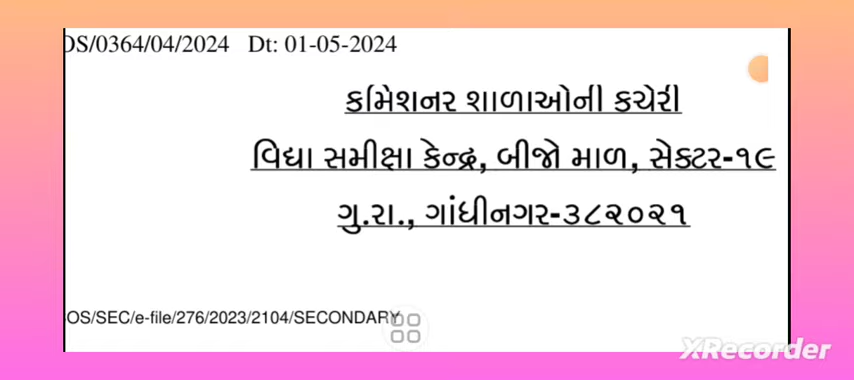 OS/0364/04/2024 Dt: 01-05-2024
કમિશનર શાળાઓની કચેરી
વિદ્યા સમીક્ષા કેન્દ્ર, બીજો માળ, સેક્ટર-૧૯
ગુ.રા., ગાંધીનગર-૩૮૨૦૨૧
OS/SEC/e-file/276/2023/2104/SECONDARY
XRecorder